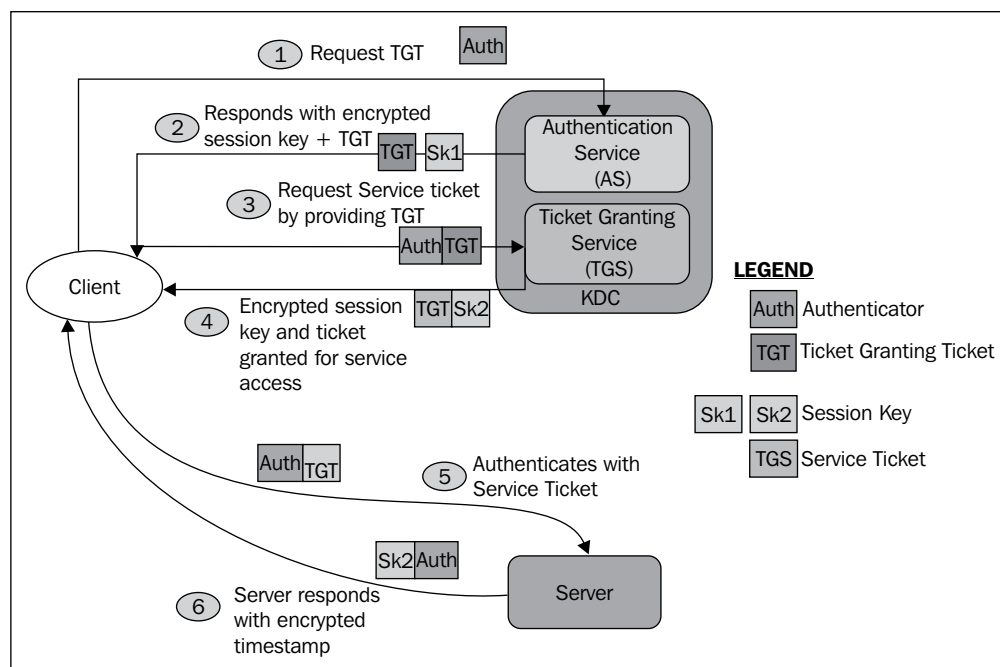 1 Request TGT Auth
2 Responds with encrypted
session key + TGT
TGT Sk1
Authentication
Service
(AS)
3 Request Service ticket
by providing TGT
Auth TGT
Ticket Granting
Service
(TGS)
KDC
Client
4 Encrypted session
key and ticket
granted for service
access
TGT Sk2
LEGEND
Auth Authenticator
TGT Ticket Granting Ticket
Sk1 Sk2 Session Key
TGS Service Ticket
Auth TGT
5 Authenticates with
Service Ticket
Sk2 Auth
Server
6 Server responds
with encrypted
timestamp